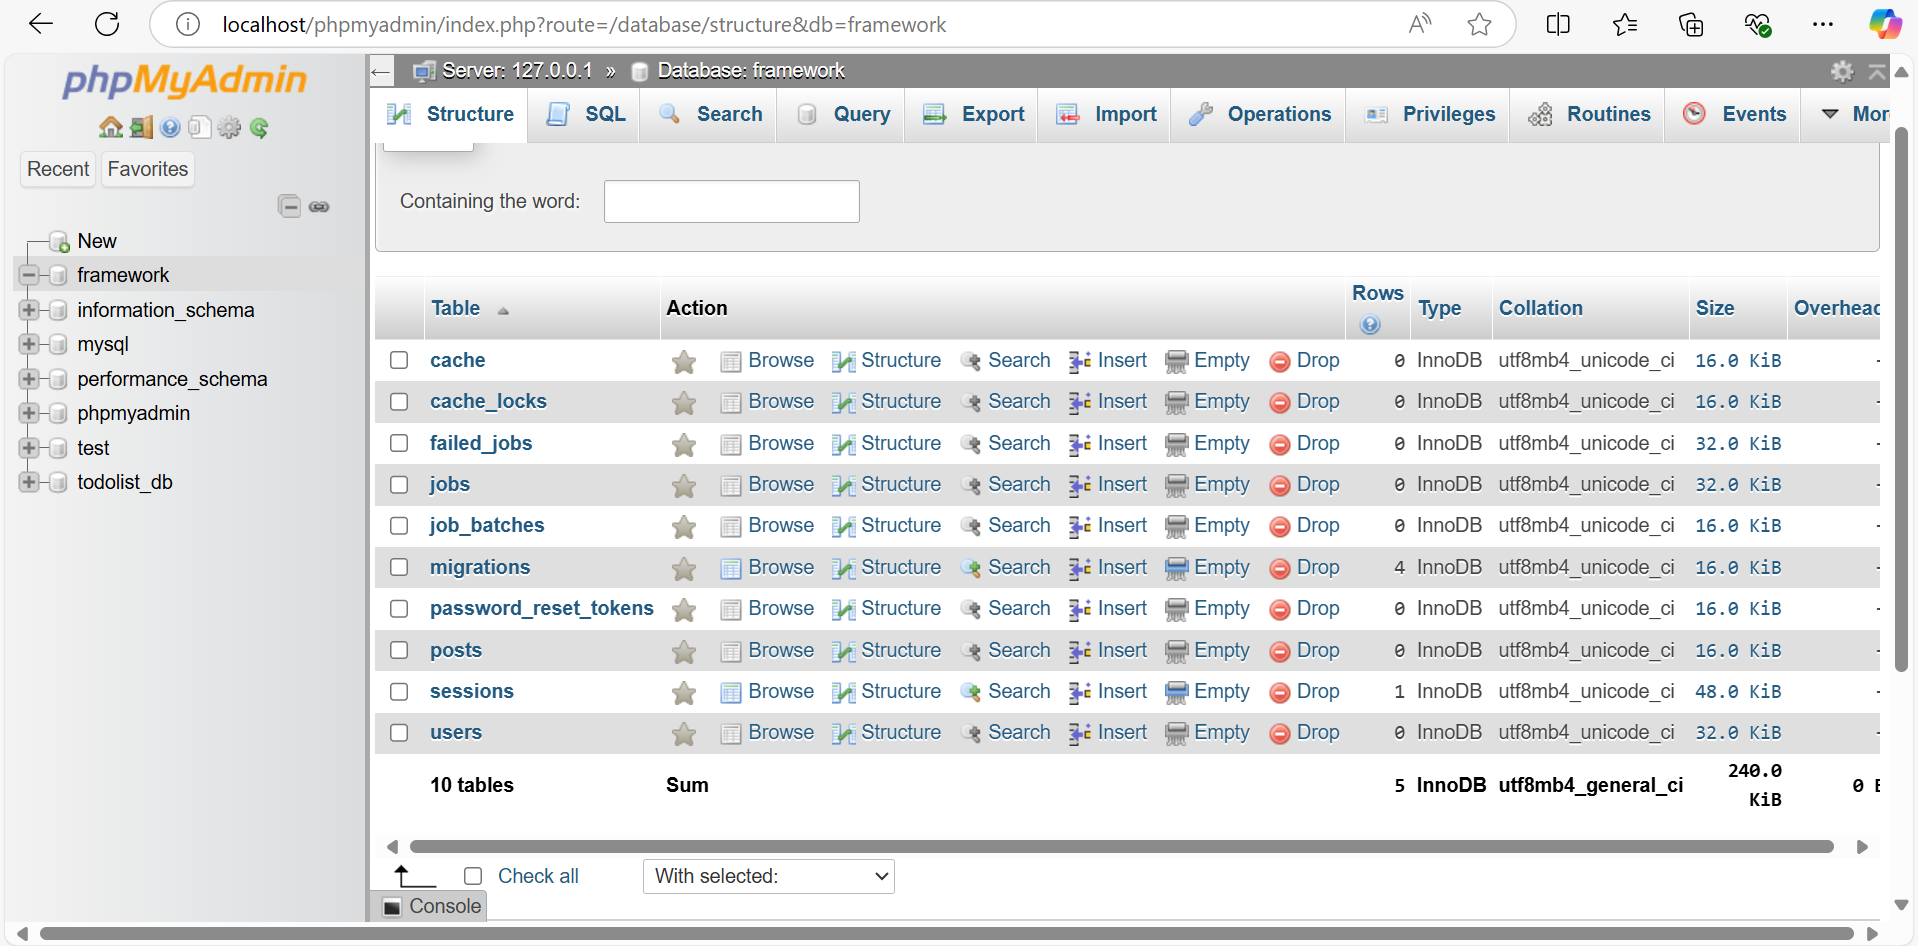 localhost/phpmyadmin/index.php?route=/database/structure&db=framework
phpMyAdmin
Recent Favorites
New
framework
information_schema
mysql
performance_schema
phpmyadmin
test
todolist_db
Server: 127.0.0.1 » Database: framework
Structure SQL Search Query Export Import Operations Privileges Routines Events
Containing the word:
Table Action Rows Type Collation Size
cache Browse Structure Search Insert Empty Drop 0 InnoDB utf8mb4_unicode_ci 16.0 KiB -
cache_locks Browse Structure Search Insert Empty Drop 0 InnoDB utf8mb4_unicode_ci 16.0 KiB -
failed_jobs Browse Structure Search Insert Empty Drop 0 InnoDB utf8mb4_unicode_ci 32.0 KiB -
jobs Browse Structure Search Insert Empty Drop 0 InnoDB utf8mb4_unicode_ci 32.0 KiB -
job_batches Browse Structure Search Insert Empty Drop 0 InnoDB utf8mb4_unicode_ci 16.0 KiB -
migrations Browse Structure Search Insert Empty Drop 4 InnoDB utf8mb4_unicode_ci 16.0 KiB -
password_reset_tokens Browse Structure Search Insert Empty Drop 0 InnoDB utf8mb4_unicode_ci 16.0 KiB -
posts Browse Structure Search Insert Empty Drop 0 InnoDB utf8mb4_unicode_ci 16.0 KiB -
sessions Browse Structure Search Insert Empty Drop 1 InnoDB utf8mb4_unicode_ci 48.0 KiB -
users Browse Structure Search Insert Empty Drop 0 InnoDB utf8mb4_unicode_ci 32.0 KiB -
10 tables Sum 5 InnoDB utf8mb4_general_ci 240.0 KiB 0
Check all With selected:
Console